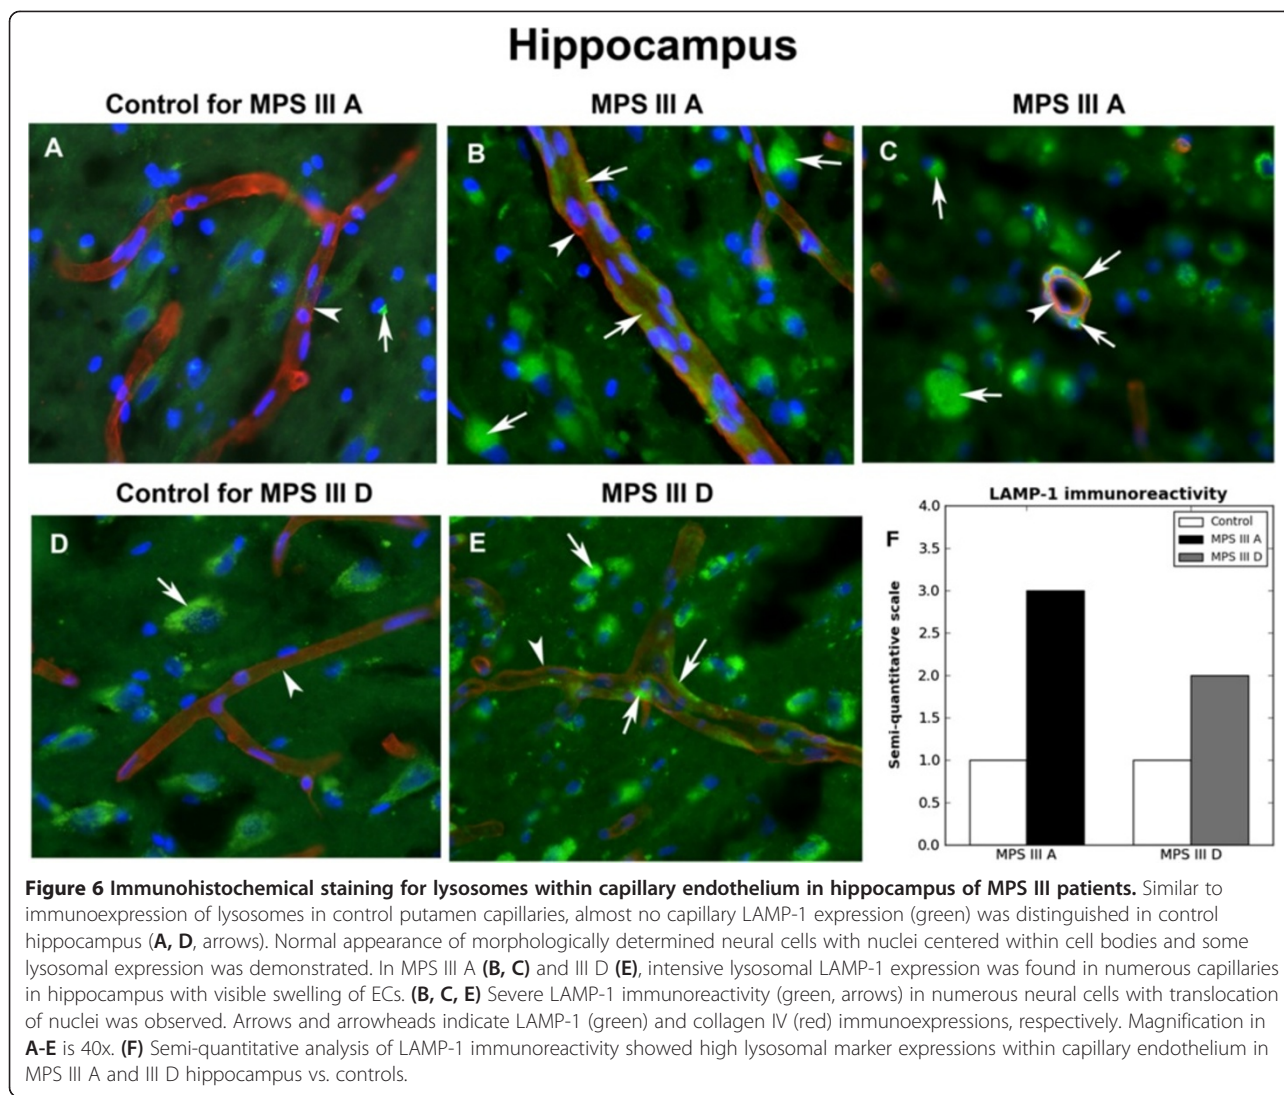 Hippocampus
Control for MPS III A
MPS III A
MPS III A
A
B
C
Control for MPS III D
MPS III D
D
E
F
LAMP-1 immunoreactivity
Semi-quantitative scale
4.0
3.5
3.0
2.5
2.0
1.5
1.0
0.5
0.0
Control
MPS III A
MPS III D
MPS III A
MPS III D
Figure 6 Immunohistochemical staining for lysosomes within capillary endothelium in hippocampus of MPS III patients. Similar to
immunoexpression of lysosomes in control putamen capillaries, almost no capillary LAMP-1 expression (green) was distinguished in control
hippocampus (A, D, arrows). Normal appearance of morphologically determined neural cells with nuclei centered within cell bodies and some
lysosomal expression was demonstrated. In MPS III A (B, C) and III D (E), intensive lysosomal LAMP-1 expression was found in numerous capillaries
in hippocampus with visible swelling of ECs. (B, C, E) Severe LAMP-1 immunoreactivity (green, arrows) in numerous neural cells with translocation
of nuclei was observed. Arrows and arrowheads indicate LAMP-1 (green) and collagen IV (red) immunoexpressions, respectively. Magnification in
A-E is 40x. (F) Semi-quantitative analysis of LAMP-1 immunoreactivity showed high lysosomal marker expressions within capillary endothelium in
MPS III A and III D hippocampus vs. controls.